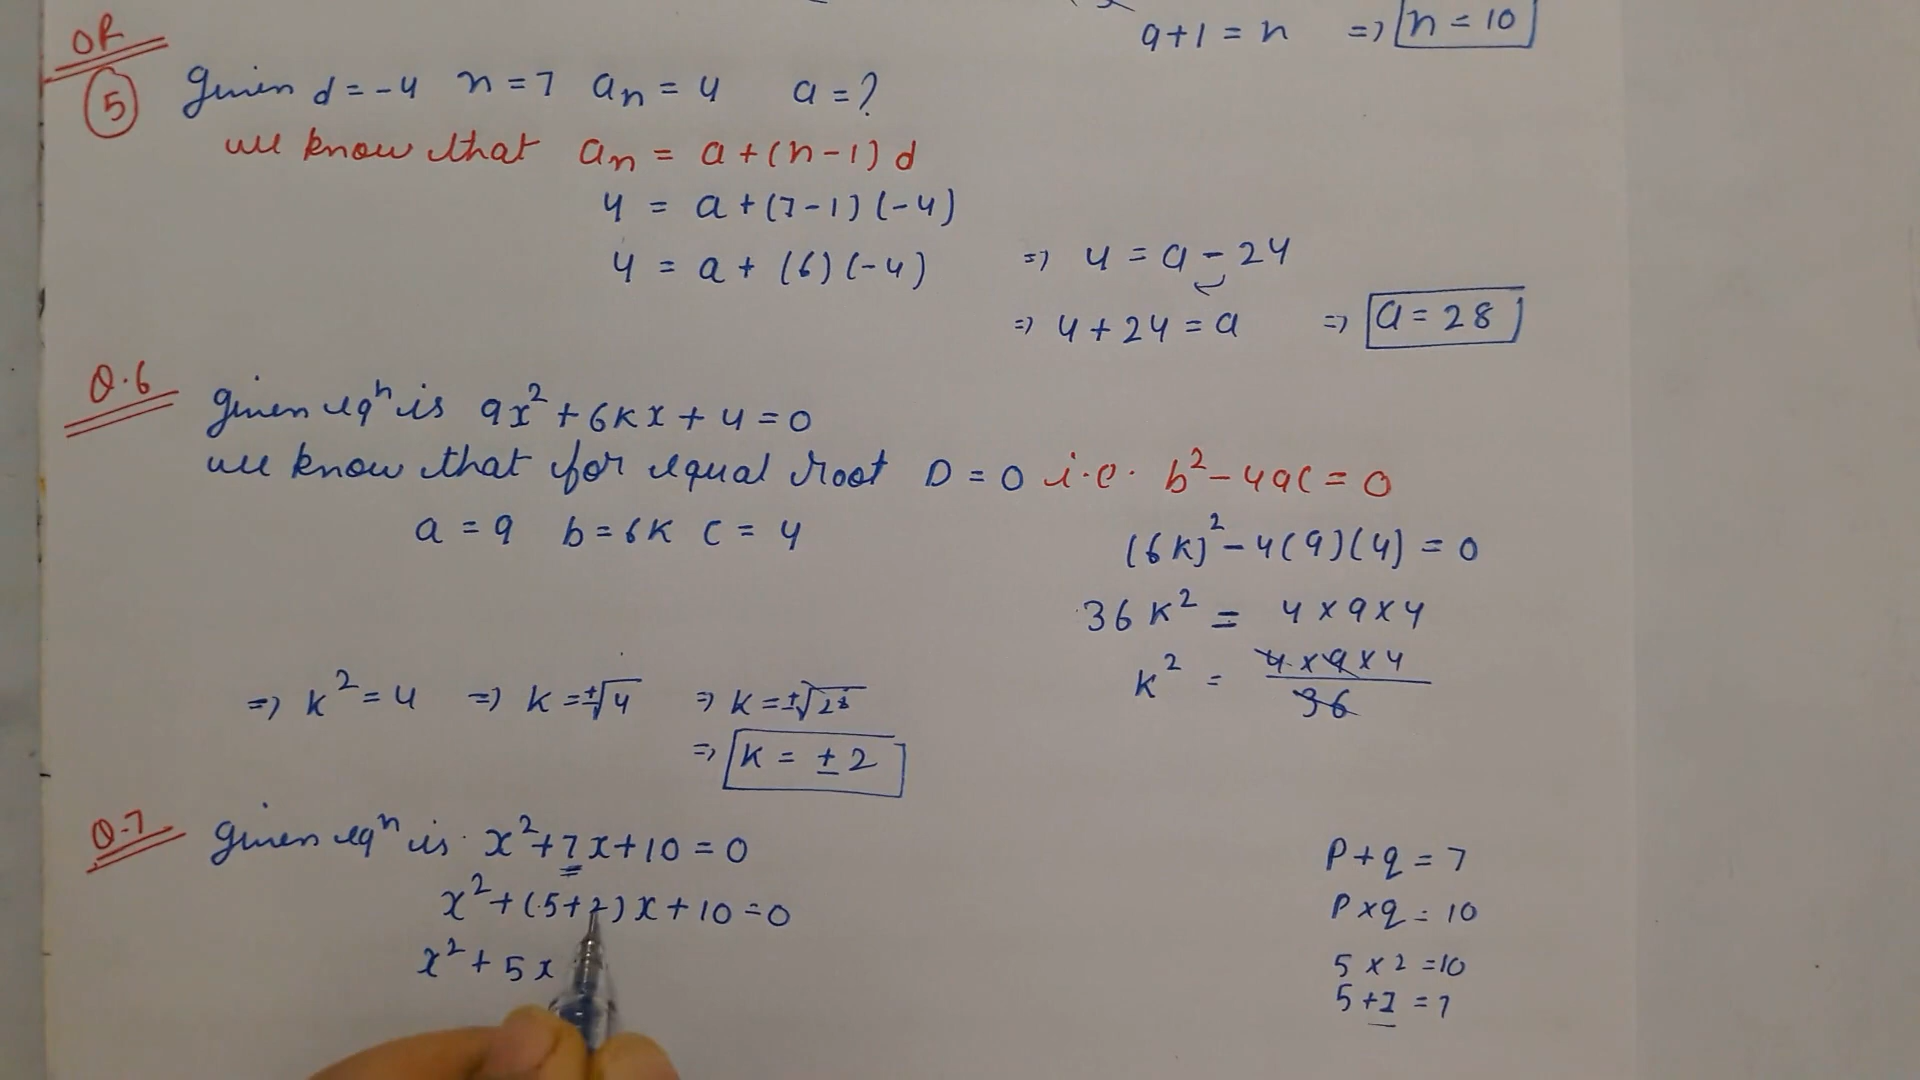 9+1 = n ⇒ n = 10
OR
5 Given d = -4 n = 7 an = 4 a = ?
we know that an = a + (n-1) d
4 = a + (7-1) (-4)
4 = a + (6) (-4) ⇒ 4 = a - 24
⇒ 4 + 24 = a ⇒ a = 28
Q.6 Given eqⁿ is 9x² + 6kx + 4 = 0
we know that for equal root D = 0 i.e. b² - 4ac = 0
a = 9 b = 6k c = 4
(6k)² - 4(9)(4) = 0
36 k² = 4 × 9 × 4
k² = 4 × 9 × 4 / 36
⇒ k² = 4 ⇒ k = ±√4 ⇒ k = ±√2²
⇒ k = ± 2
Q.7 Given eqⁿ is x² + 7x + 10 = 0
x² + (5+2) x + 10 = 0
x² + 5x
P + q = 7
P × q = 10
5 × 2 = 10
5 + 2 = 7